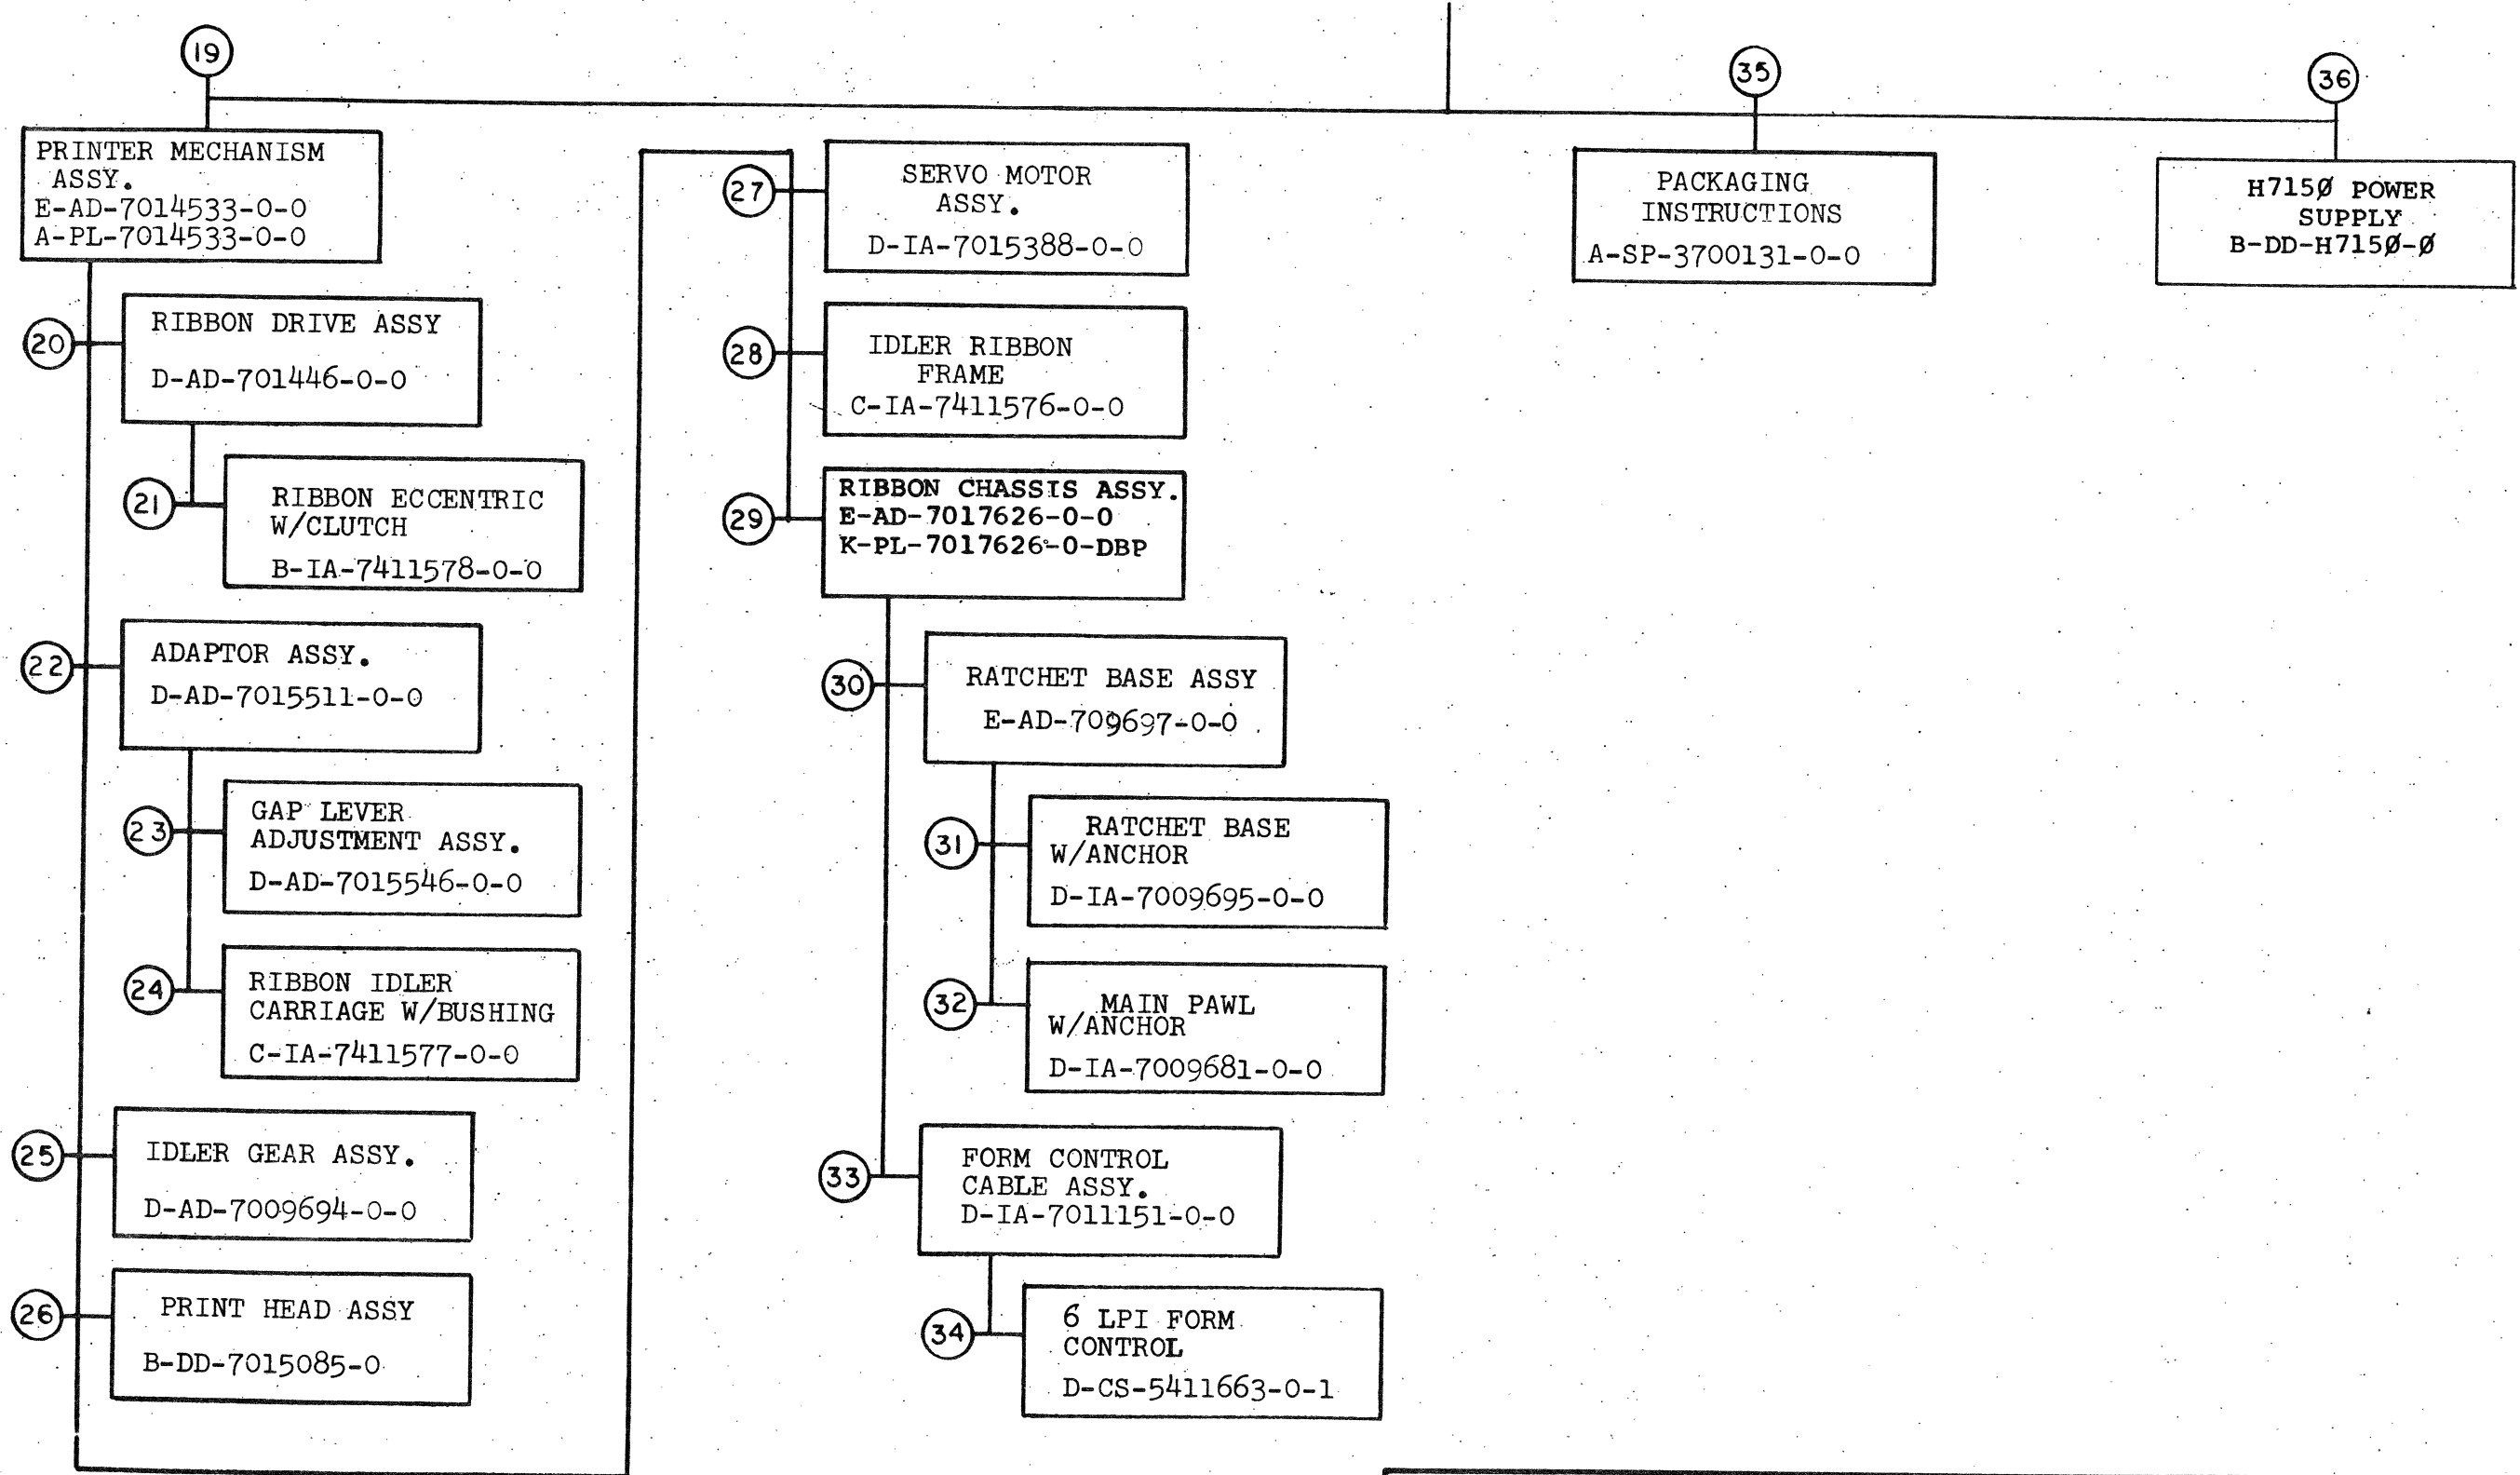 19
PRINTER MECHANISM
ASSY.
E-AD-7014533-0-0
A-PL-7014533-0-0
20
RIBBON DRIVE ASSY
D-AD-701446-0-0
21
RIBBON ECCENTRIC
W/CLUTCH
B-IA-7411578-0-0
22
ADAPTOR ASSY.
D-AD-7015511-0-0
23
GAP LEVER
ADJUSTMENT ASSY.
D-AD-7015546-0-0
24
RIBBON IDLER
CARRIAGE W/BUSHING
C-IA-7411577-0-0
25
IDLER GEAR ASSY.
D-AD-7009694-0-0
26
PRINT HEAD ASSY
B-DD-7015085-0
27
SERVO MOTOR
ASSY.
D-IA-7015388-0-0
28
IDLER RIBBON
FRAME
C-IA-7411576-0-0
29
RIBBON CHASSIS ASSY.
E-AD-7017626-0-0
K-PL-7017626-0-DBP
30
RATCHET BASE ASSY
E-AD-709697-0-0
31
RATCHET BASE
W/ANCHOR
D-IA-7009695-0-0
32
MAIN PAWL
W/ANCHOR
D-IA-7009681-0-0
33
FORM CONTROL
CABLE ASSY.
D-IA-7011151-0-0
34
6 LPI FORM
CONTROL
D-CS-5411663-0-1
35
PACKAGING
INSTRUCTIONS
A-SP-3700131-0-0
36
H715Ø POWER
SUPPLY
B-DD-H715Ø-Ø